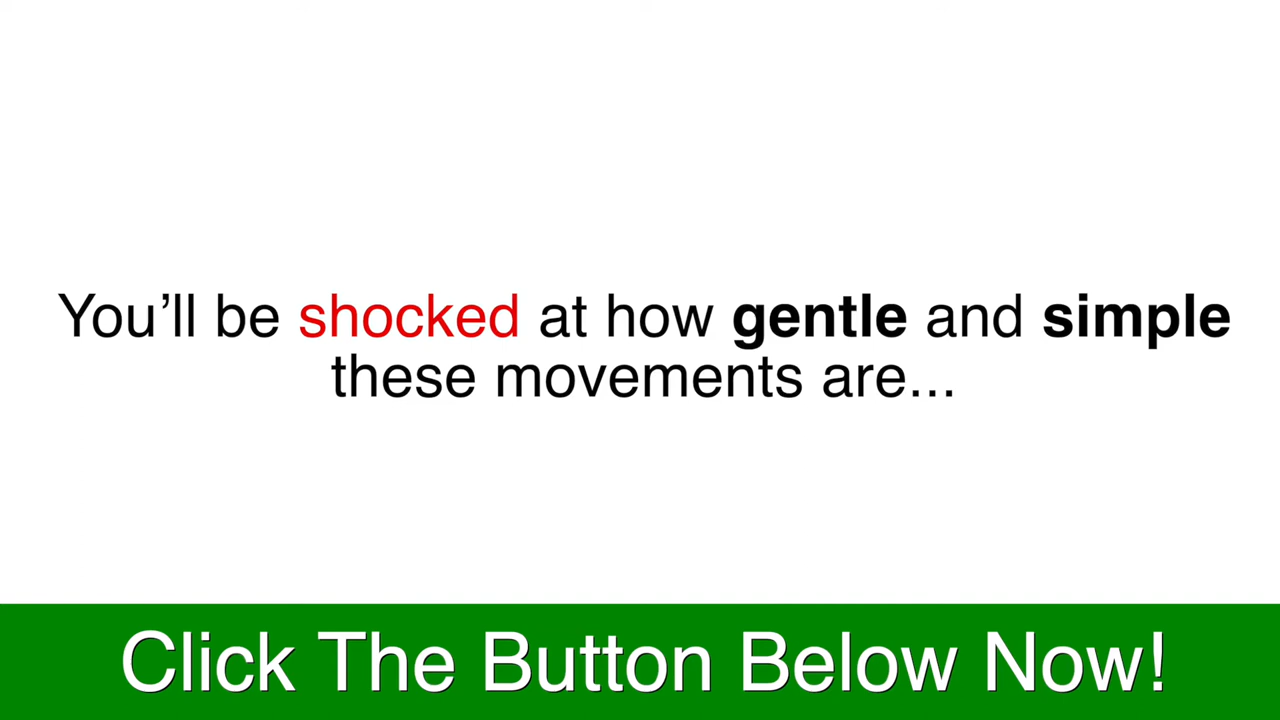 You’ll be shocked at how gentle and simple
these movements are...
Click The Button Below Now!